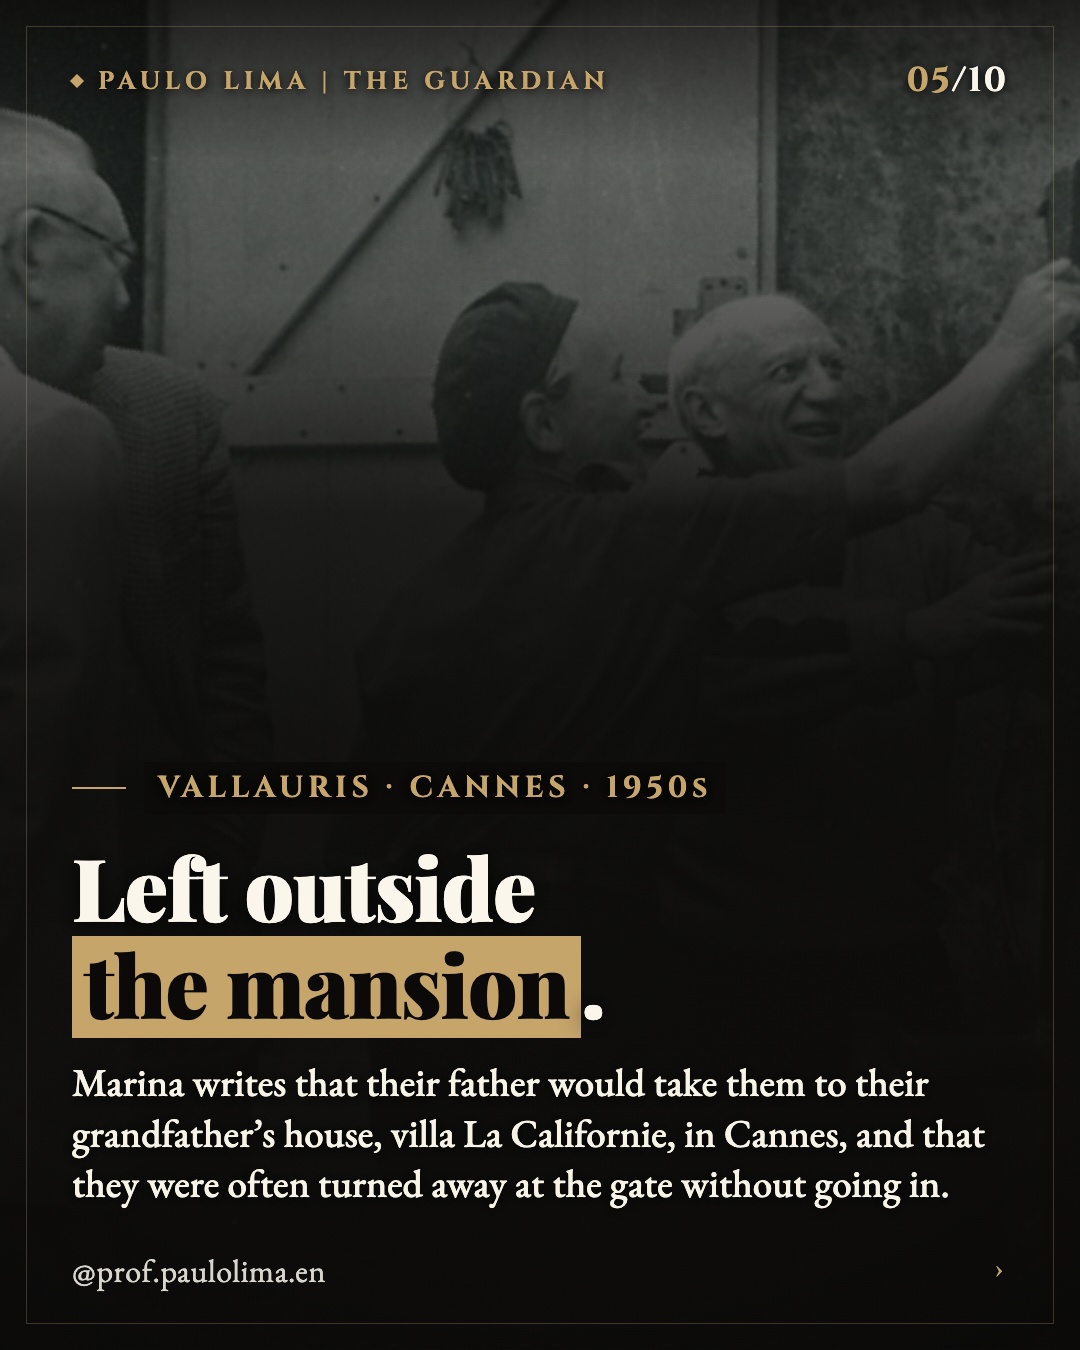 ◆ PAULO LIMA | THE GUARDIAN
05/10
VALLAURIS · CANNES · 1950s
Left outside
the mansion.
Marina writes that their father would take them to their
grandfather’s house, villa La Californie, in Cannes, and that
they were often turned away at the gate without going in.
@prof.paulolima.en
›